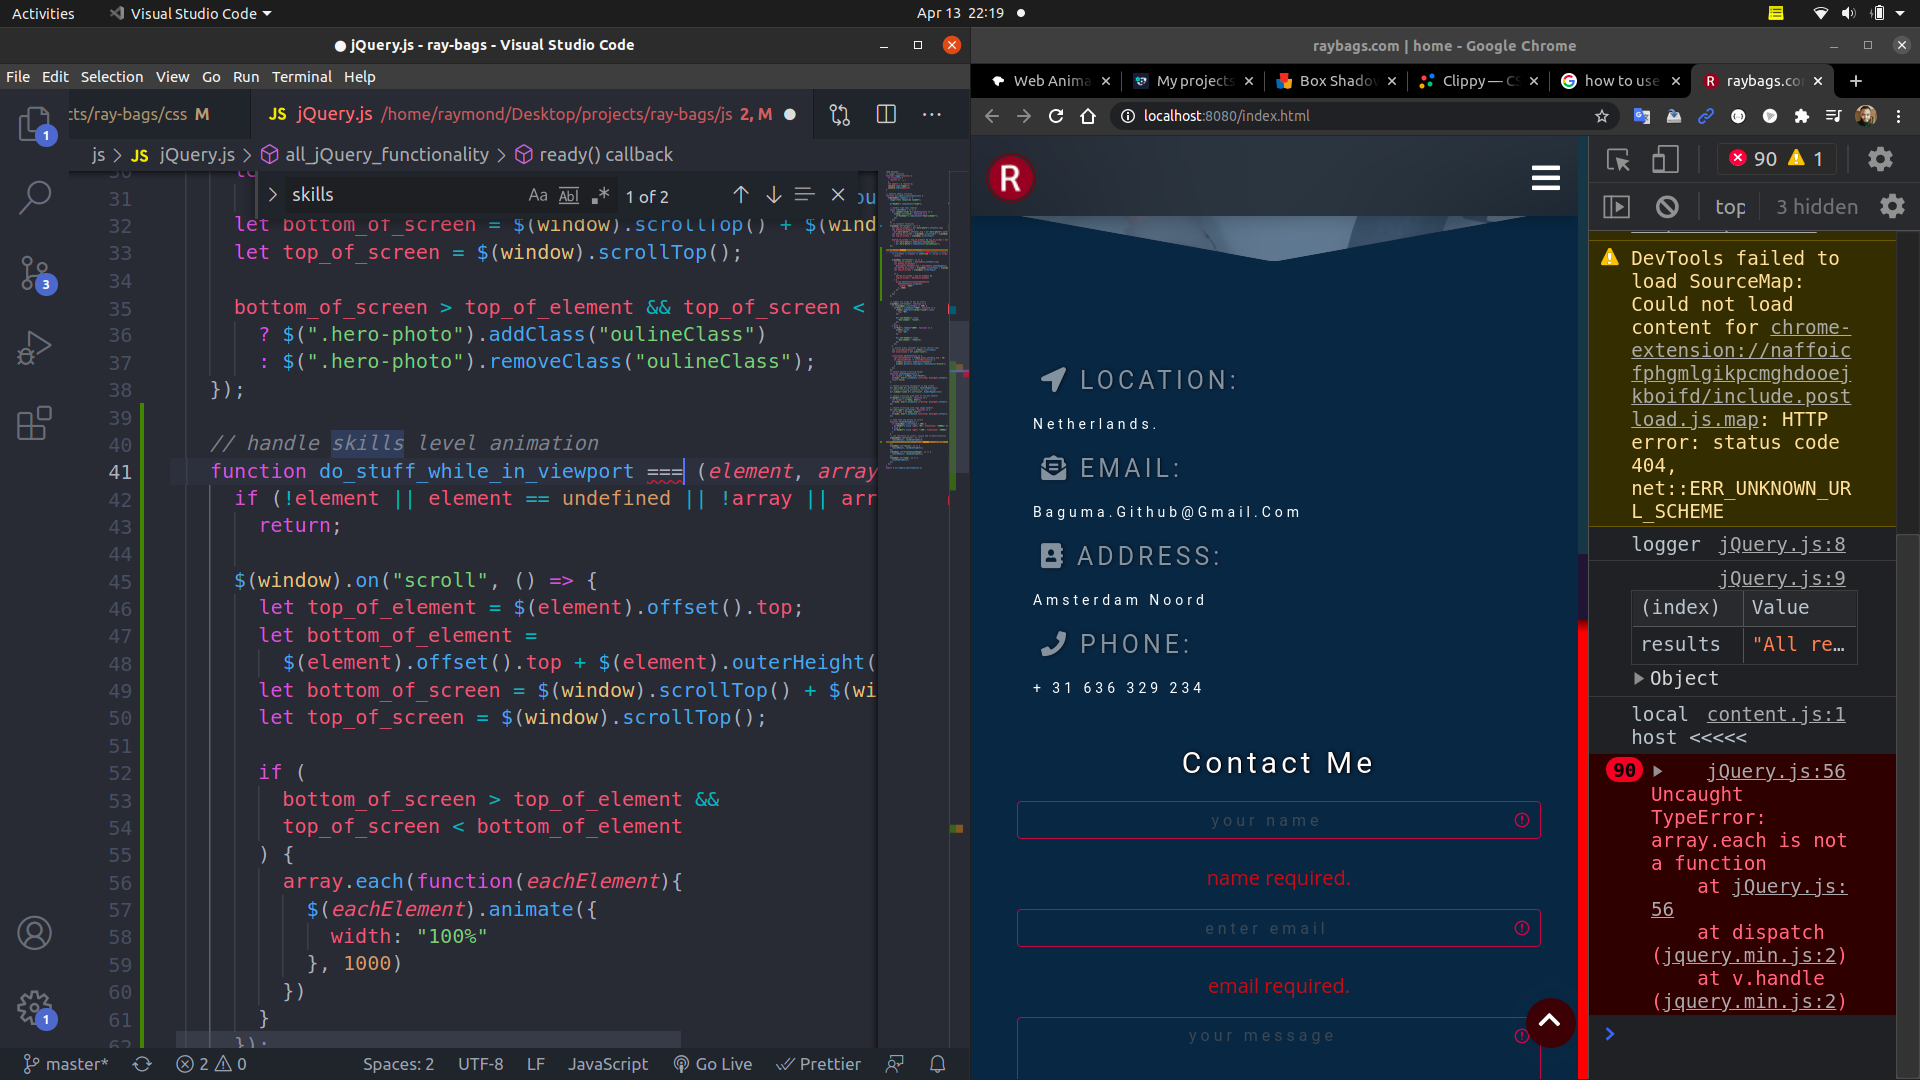 Activities
Visual Studio Code
Apr 13 22:19
jQuery.js - ray-bags - Visual Studio Code
File Edit Selection View Go Run Terminal Help
cts/ray-bags/css M
JS jQuery.js /home/raymond/Desktop/projects/ray-bags/js 2, M
js > JS jQuery.js > all_jQuery_functionality > ready() callback
skills
Aa Abl .* 1 of 2
31
32 let bottom_of_screen = $(window).scrollTop() + $(wind
33 let top_of_screen = $(window).scrollTop();
34
35 bottom_of_screen > top_of_element && top_of_screen <
36 ? $(".hero-photo").addClass("oulineClass")
37 : $(".hero-photo").removeClass("oulineClass");
38 });
39
40 // handle skills level animation
41 function do_stuff_while_in_viewport === (element, array
42 if (!element || element == undefined || !array || arr
43 return;
44
45 $(window).on("scroll", () => {
46 let top_of_element = $(element).offset().top;
47 let bottom_of_element =
48 $(element).offset().top + $(element).outerHeight(
49 let bottom_of_screen = $(window).scrollTop() + $(wi
50 let top_of_screen = $(window).scrollTop();
51
52 if (
53 bottom_of_screen > top_of_element &&
54 top_of_screen < bottom_of_element
55 ) {
56 array.each(function(eachElement){
57 $(eachElement).animate({
58 width: "100%"
59 }, 1000)
60 })
61 }
62 });
1
3
1
master* 2 0 Spaces: 2 UTF-8 LF JavaScript Go Live Prettier
raybags.com | home - Google Chrome
Web Anima
My projects
Box Shadov
Clippy — CS
how to use
raybags.co
localhost:8080/index.html
R
LOCATION:
Netherlands.
EMAIL:
Baguma.Github@Gmail.Com
ADDRESS:
Amsterdam Noord
PHONE:
+ 31 636 329 234
Contact Me
your name
name required.
enter email
email required.
your message
90 1
top 3 hidden
DevTools failed to
load SourceMap:
Could not load
content for chrome-
extension://naffoic
fphgmlgikpcmghdooej
kboifd/include.post
load.js.map: HTTP
error: status code
404,
net::ERR_UNKNOWN_UR
L_SCHEME
logger jQuery.js:8
jQuery.js:9
(index) Value
results "All re…
Object
local content.js:1
host <<<<<
90 jQuery.js:56
Uncaught
TypeError:
array.each is not
a function
at jQuery.js:
56
at dispatch
(jquery.min.js:2)
at v.handle
(jquery.min.js:2)